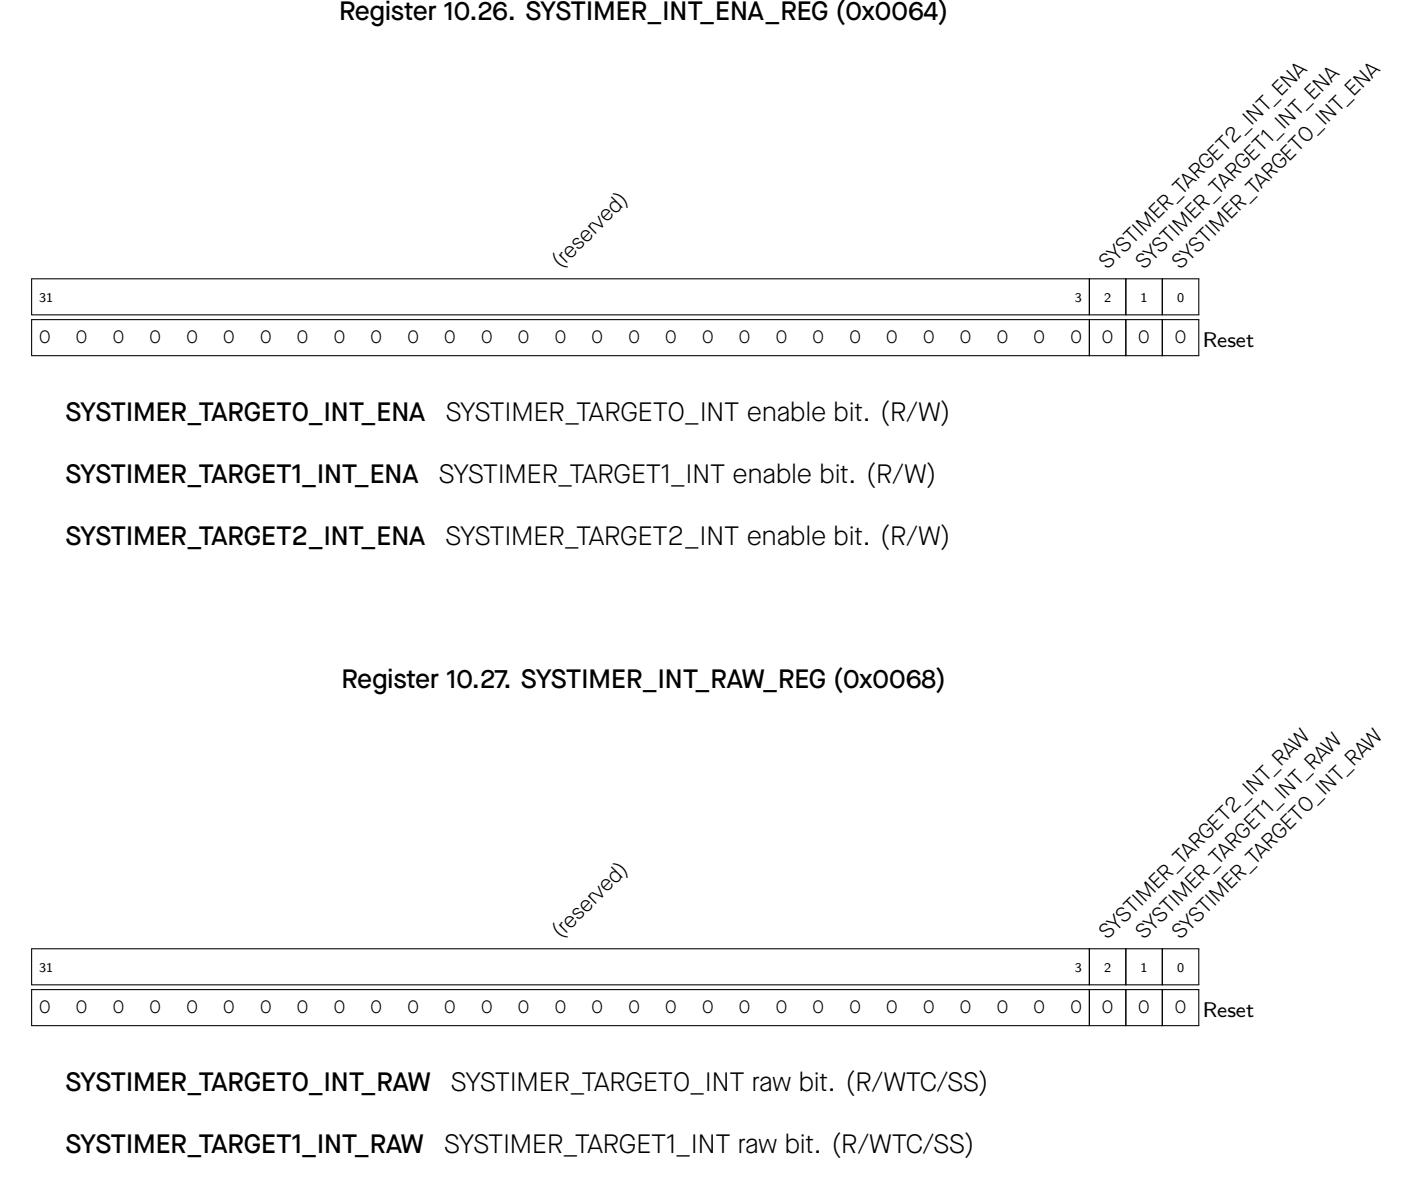 Register 10.26. SYSTIMER_INT_ENA_REG (0x0064)
SYSTIMER_TARGET2_INT_ENA
SYSTIMER_TARGET1_INT_ENA
SYSTIMER_TARGET0_INT_ENA
(reserved)
31 3 2 1 0
0 0 0 0 0 0 0 0 0 0 0 0 0 0 0 0 0 0 0 0 0 0 0 0 0 0 0 0 0 0 0 0 Reset
SYSTIMER_TARGET0_INT_ENA SYSTIMER_TARGET0_INT enable bit. (R/W)
SYSTIMER_TARGET1_INT_ENA SYSTIMER_TARGET1_INT enable bit. (R/W)
SYSTIMER_TARGET2_INT_ENA SYSTIMER_TARGET2_INT enable bit. (R/W)
Register 10.27. SYSTIMER_INT_RAW_REG (0x0068)
SYSTIMER_TARGET2_INT_RAW
SYSTIMER_TARGET1_INT_RAW
SYSTIMER_TARGET0_INT_RAW
(reserved)
31 3 2 1 0
0 0 0 0 0 0 0 0 0 0 0 0 0 0 0 0 0 0 0 0 0 0 0 0 0 0 0 0 0 0 0 0 Reset
SYSTIMER_TARGET0_INT_RAW SYSTIMER_TARGET0_INT raw bit. (R/WTC/SS)
SYSTIMER_TARGET1_INT_RAW SYSTIMER_TARGET1_INT raw bit. (R/WTC/SS)